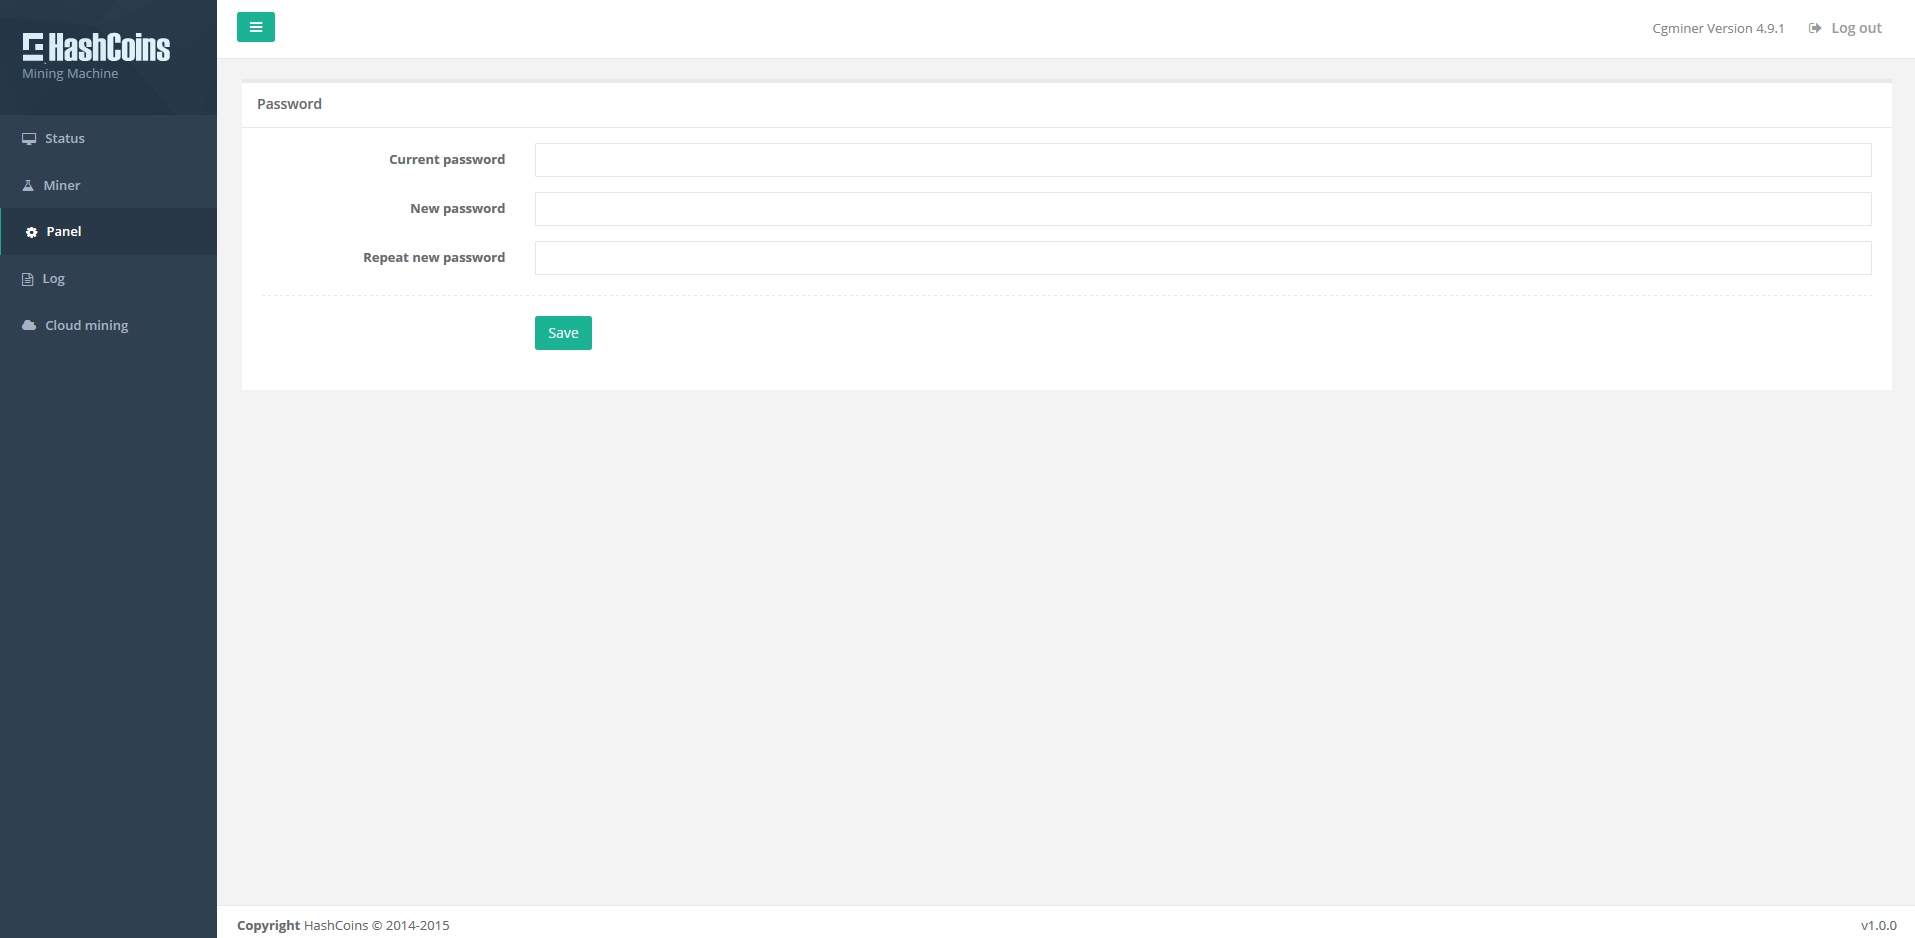 HashCoins
Mining Machine
Status
Miner
Panel
Log
Cloud mining
Cgminer Version 4.9.1
Log out
Password
Current password
New password
Repeat new password
Save
Copyright HashCoins © 2014-2015
v1.0.0